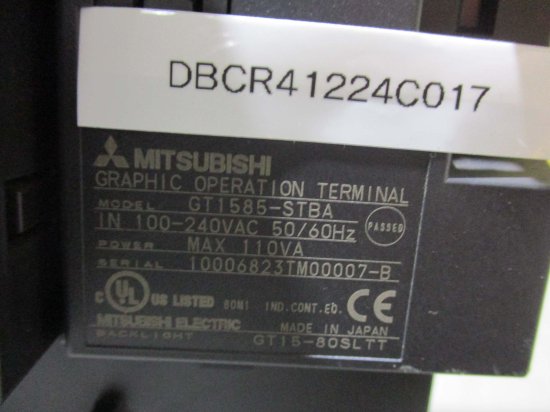 DBCR41224C017
MITSUBISHI
GRAPHIC OPERATION TERMINAL
MODEL GT1585-STBA
IN 100-240VAC 50/60Hz PASSED
POWER MAX 110VA
SERIAL 10006823TM00007-B
C UL US LISTED 80M1 IND.CONT.EQ. CE
MITSUBISHI ELECTRIC MADE IN JAPAN
BACKLIGHT GT15-80SLTT